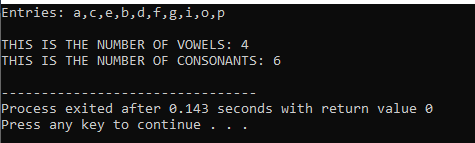 Entries: a,c,e,b,d,f,g,i,o,p
THIS IS THE NUMBER OF VOWELS: 4
THIS IS THE NUMBER OF CONSONANTS: 6
--------------------------------
Process exited after 0.143 seconds with return value 0
Press any key to continue . . .